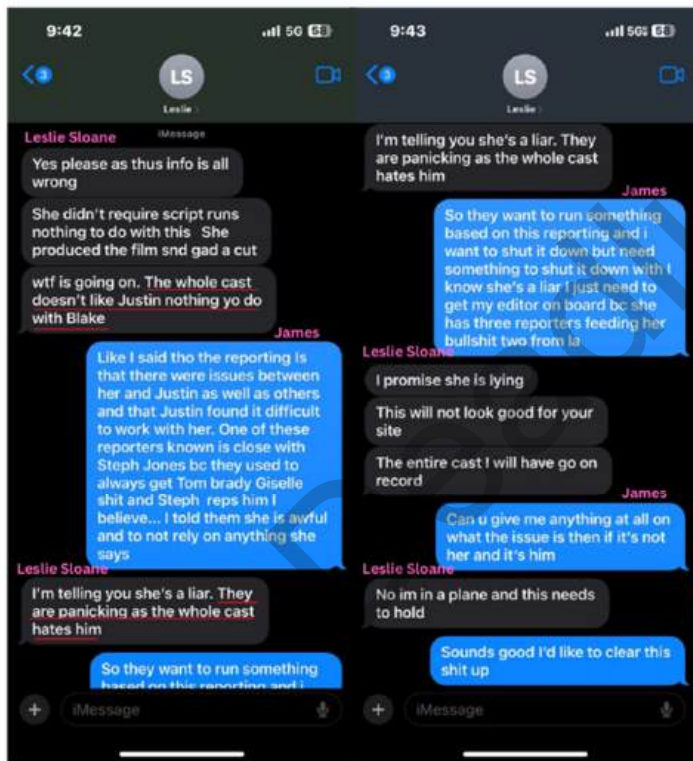 9:42
5G 68
3
LS
Leslie
Leslie Sloane
iMessage
Yes please as thus info is all
wrong
She didn't require script runs
nothing to do with this She
produced the film snd gad a cut
wtf is going on. The whole cast
doesn't like Justin nothing yo do
with Blake
James
Like I said tho the reporting Is
that there were issues between
her and Justin as well as others
and that Justin found it difficult
to work with her. One of these
reporters known is close with
Steph Jones bc they used to
always get Tom brady Giselle
shit and Steph reps him I
believe... I told them she is awful
and to not rely on anything she
says
Leslie Sloane
I'm telling you she's a liar. They
are panicking as the whole cast
hates him
So they want to run something
based on this reporting and i
iMessage
9:43
5G 68
3
LS
Leslie
I'm telling you she's a liar. They
are panicking as the whole cast
hates him
James
So they want to run something
based on this reporting and i
want to shut it down but need
something to shut it down with I
know she's a liar I just need to
get my editor on board bc she
has three reporters feeding her
bullshit two from la
Leslie Sloane
I promise she is lying
This will not look good for your
site
The entire cast I will have go on
record
James
Can u give me anything at all on
what the issue is then if it's not
her and it's him
Leslie Sloane
No im in a plane and this needs
to hold
Sounds good I'd like to clear this
shit up
iMessage